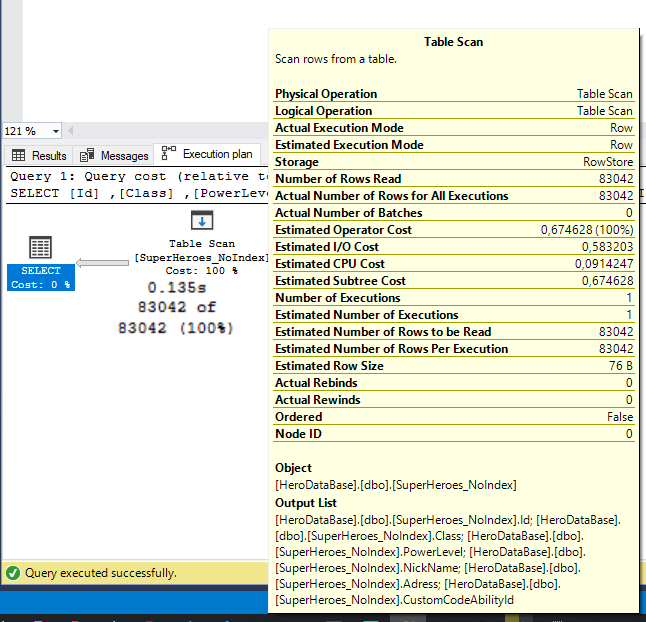 Table Scan
Scan rows from a table.
Physical Operation Table Scan
Logical Operation Table Scan
Actual Execution Mode Row
Estimated Execution Mode Row
Storage RowStore
Number of Rows Read 83042
Actual Number of Rows for All Executions 83042
Actual Number of Batches 0
Estimated Operator Cost 0,674628 (100%)
Estimated I/O Cost 0,583203
Estimated CPU Cost 0,0914247
Estimated Subtree Cost 0,674628
Number of Executions 1
Estimated Number of Executions 1
Estimated Number of Rows to be Read 83042
Estimated Number of Rows Per Execution 83042
Estimated Row Size 76 B
Actual Rebinds 0
Actual Rewinds 0
Ordered False
Node ID 0
Object
[HeroDataBase].[dbo].[SuperHeroes_NoIndex]
Output List
[HeroDataBase].[dbo].[SuperHeroes_NoIndex].Id; [HeroDataBase].
[dbo].[SuperHeroes_NoIndex].Class; [HeroDataBase].[dbo].
[SuperHeroes_NoIndex].PowerLevel; [HeroDataBase].[dbo].
[SuperHeroes_NoIndex].NickName; [HeroDataBase].[dbo].
[SuperHeroes_NoIndex].Adress; [HeroDataBase].[dbo].
[SuperHeroes_NoIndex].CustomCodeAbilityId
121 %
Results Messages Execution plan
Query 1: Query cost (relative to
SELECT [Id] ,[Class] ,[PowerLev
Table Scan
[SuperHeroes_NoIndex]
Cost: 100 %
0.135s
83042 of
83042 (100%)
SELECT
Cost: 0 %
Query executed successfully.